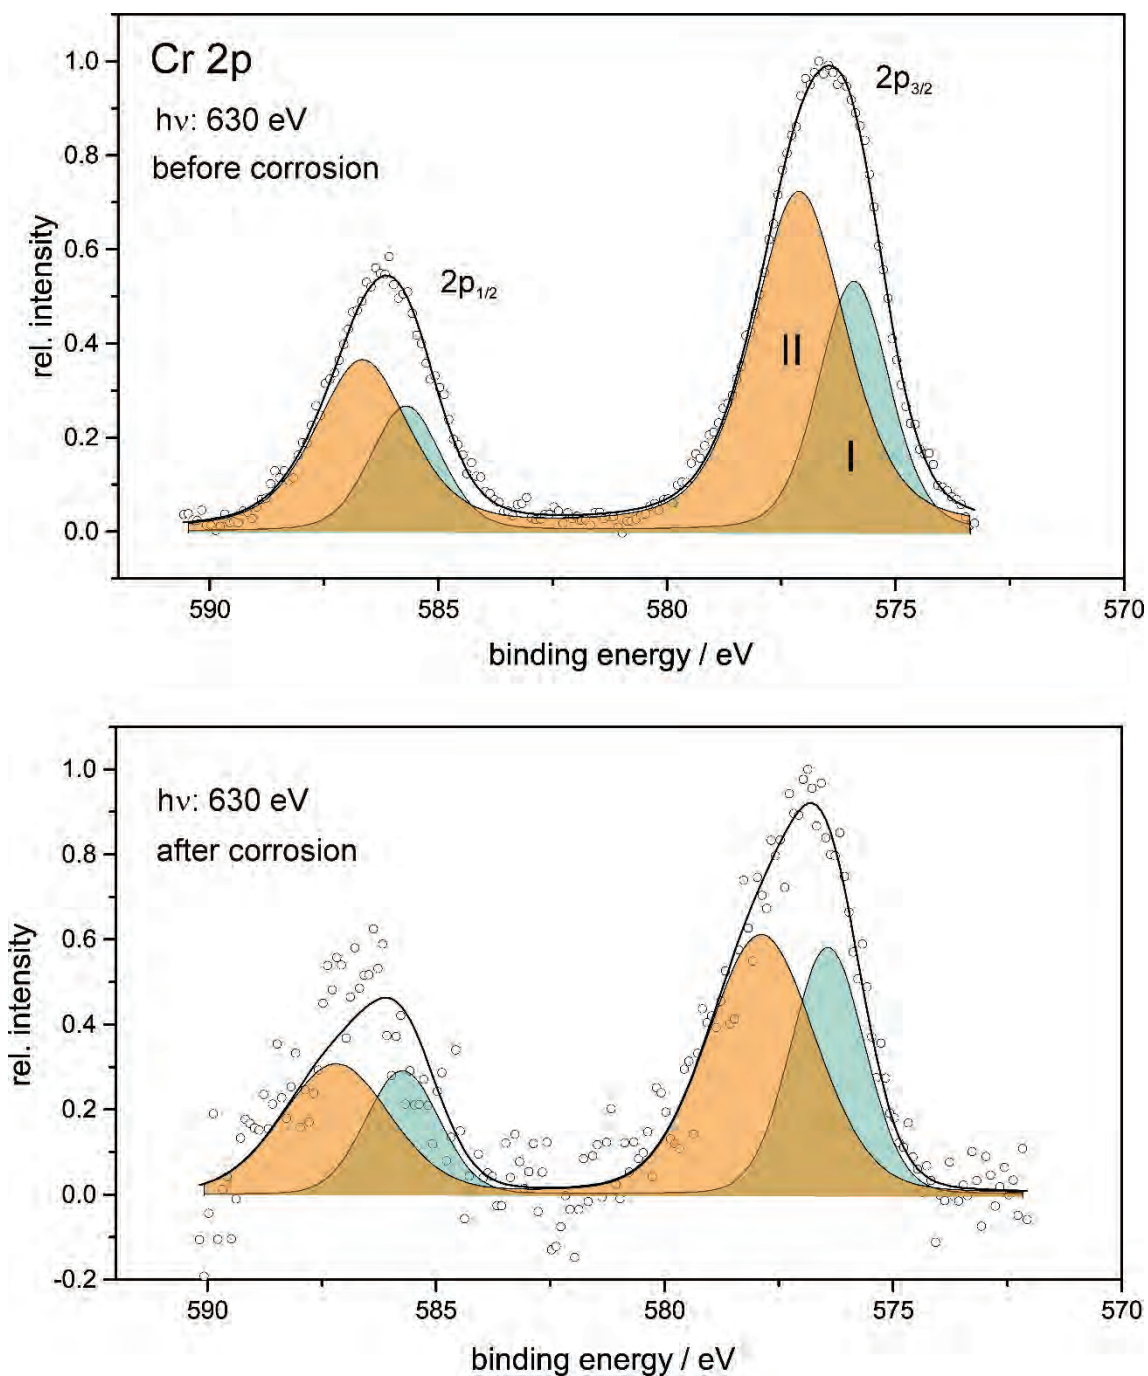 Cr 2p
hν: 630 eV
before corrosion
2p3/2
2p1/2
II
I
1.0
0.8
0.6
0.4
0.2
0.0
rel. intensity
590 585 580 575 570
binding energy / eV
hν: 630 eV
after corrosion
1.0
0.8
0.6
0.4
0.2
0.0
-0.2
rel. intensity
590 585 580 575 570
binding energy / eV